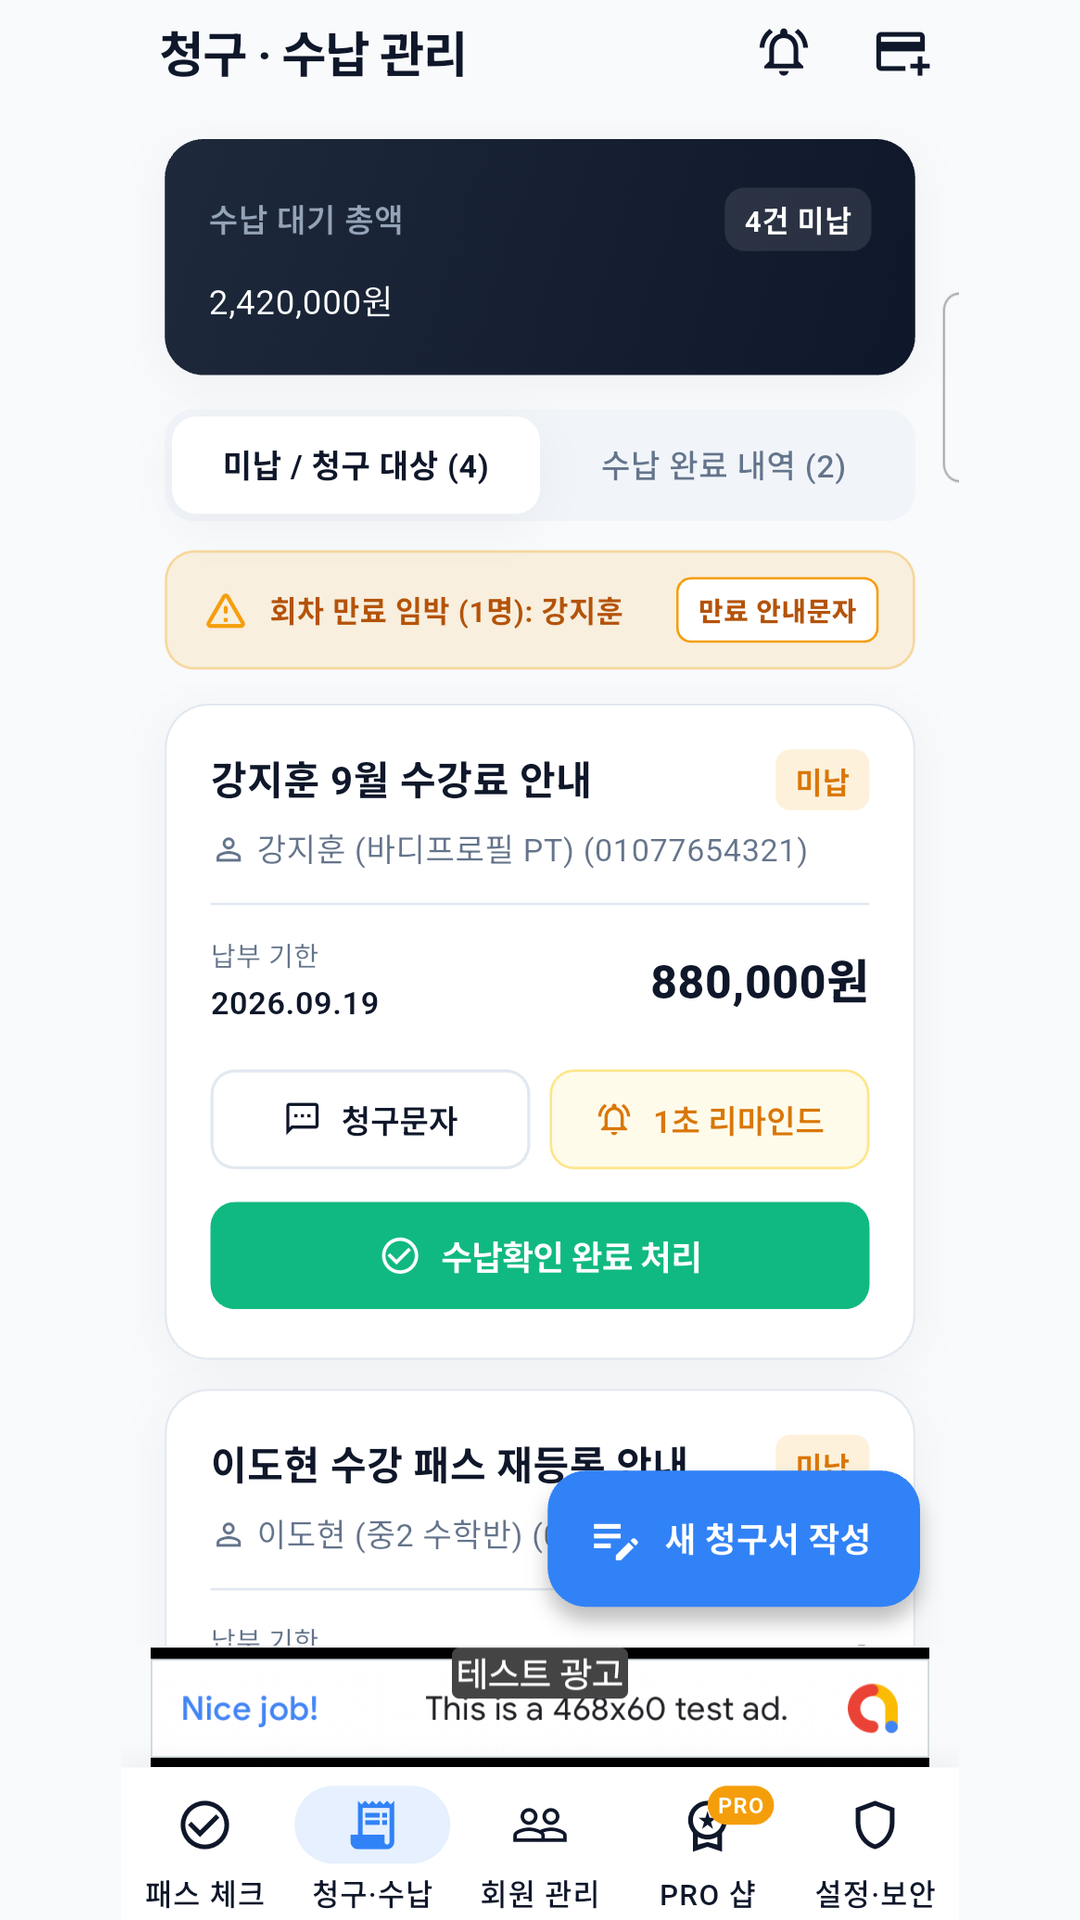 청구 · 수납 관리
수납 대기 총액
4건 미납
2,420,000원
미납 / 청구 대상 (4)
수납 완료 내역 (2)
회차 만료 임박 (1명): 강지훈
만료 안내문자
강지훈 9월 수강료 안내
미납
강지훈 (바디프로필 PT) (01077654321)
납부 기한
2026.09.19
880,000원
청구문자
1초 리마인드
수납확인 완료 처리
이도현 수강 패스 재등록 안내
미납
이도현 (중2 수학반)
새 청구서 작성
납부 기한
테스트 광고
Nice job!
This is a 468x60 test ad.
PRO
패스 체크
청구·수납
회원 관리
PRO 샵
설정·보안